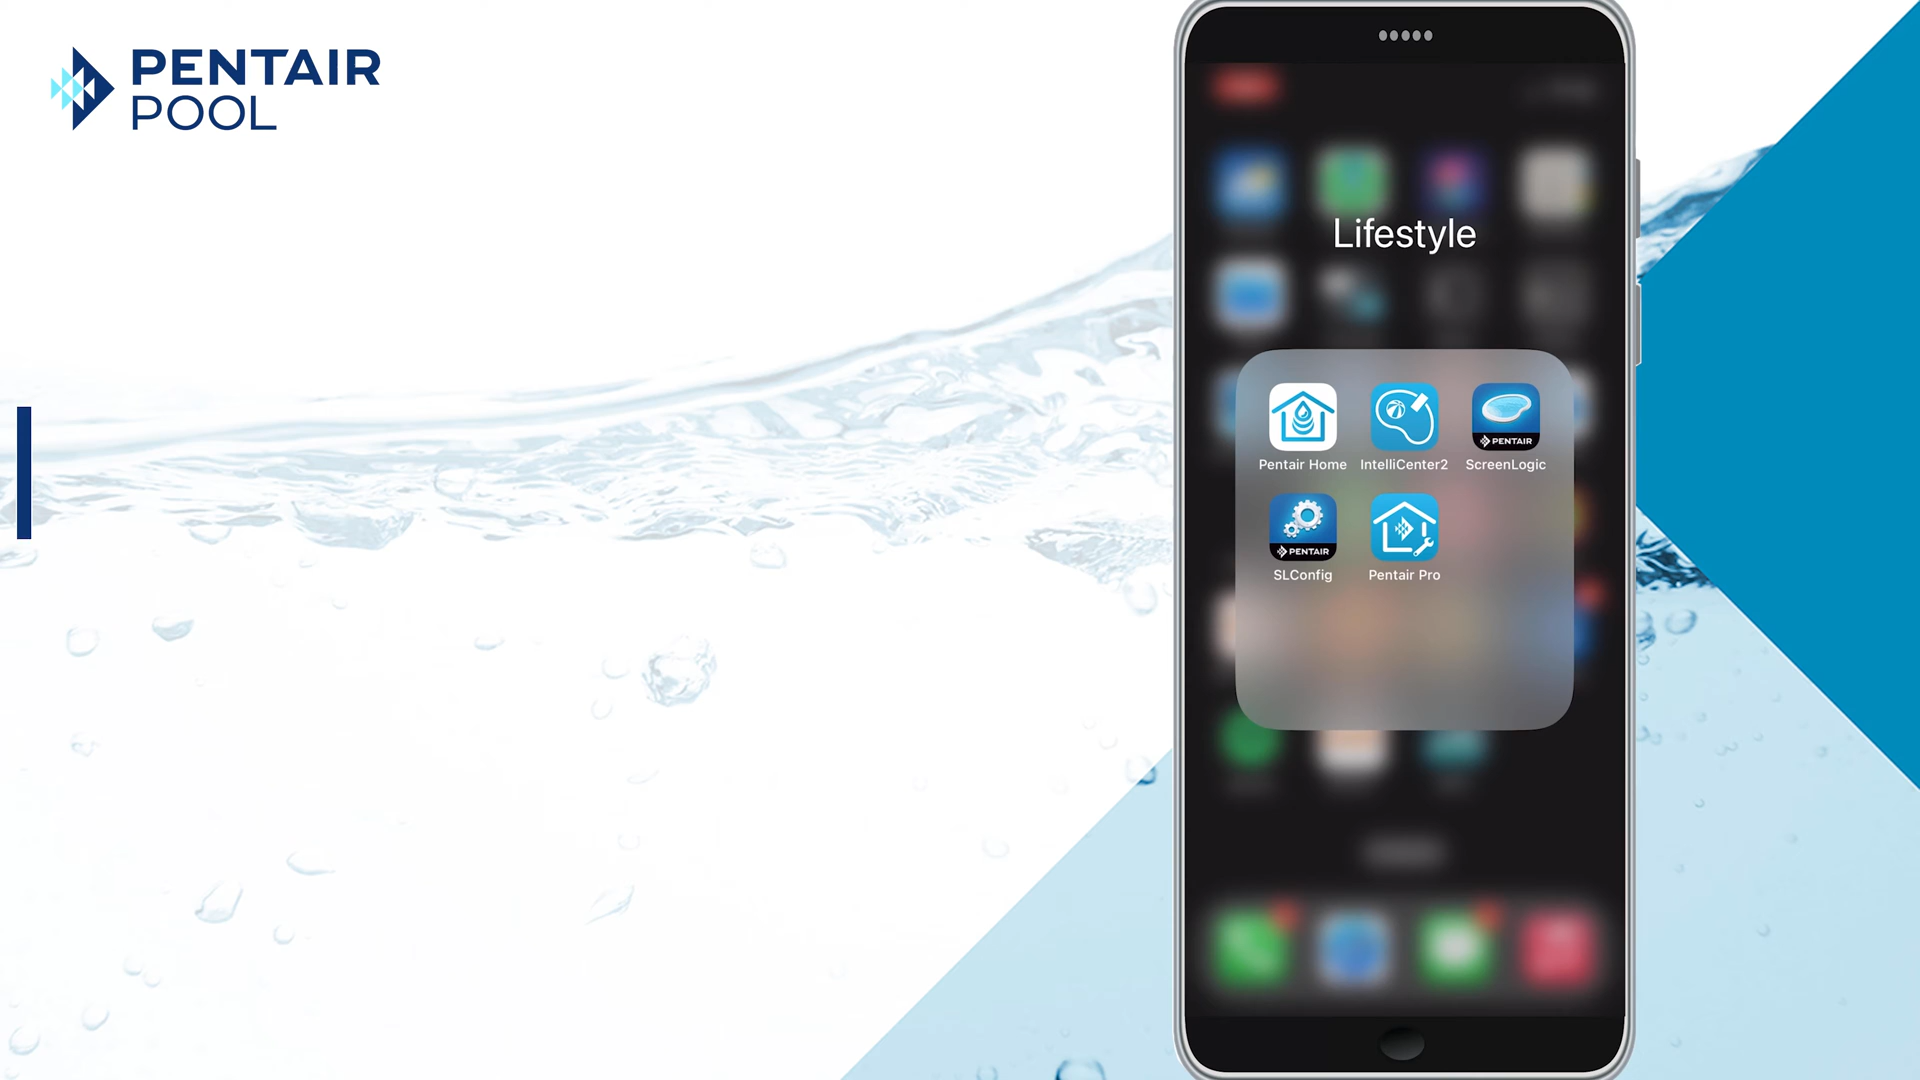 PENTAIR
POOL
Lifestyle
Pentair Home
IntelliCenter2
PENTAIR
ScreenLogic
PENTAIR
SLConfig
Pentair Pro